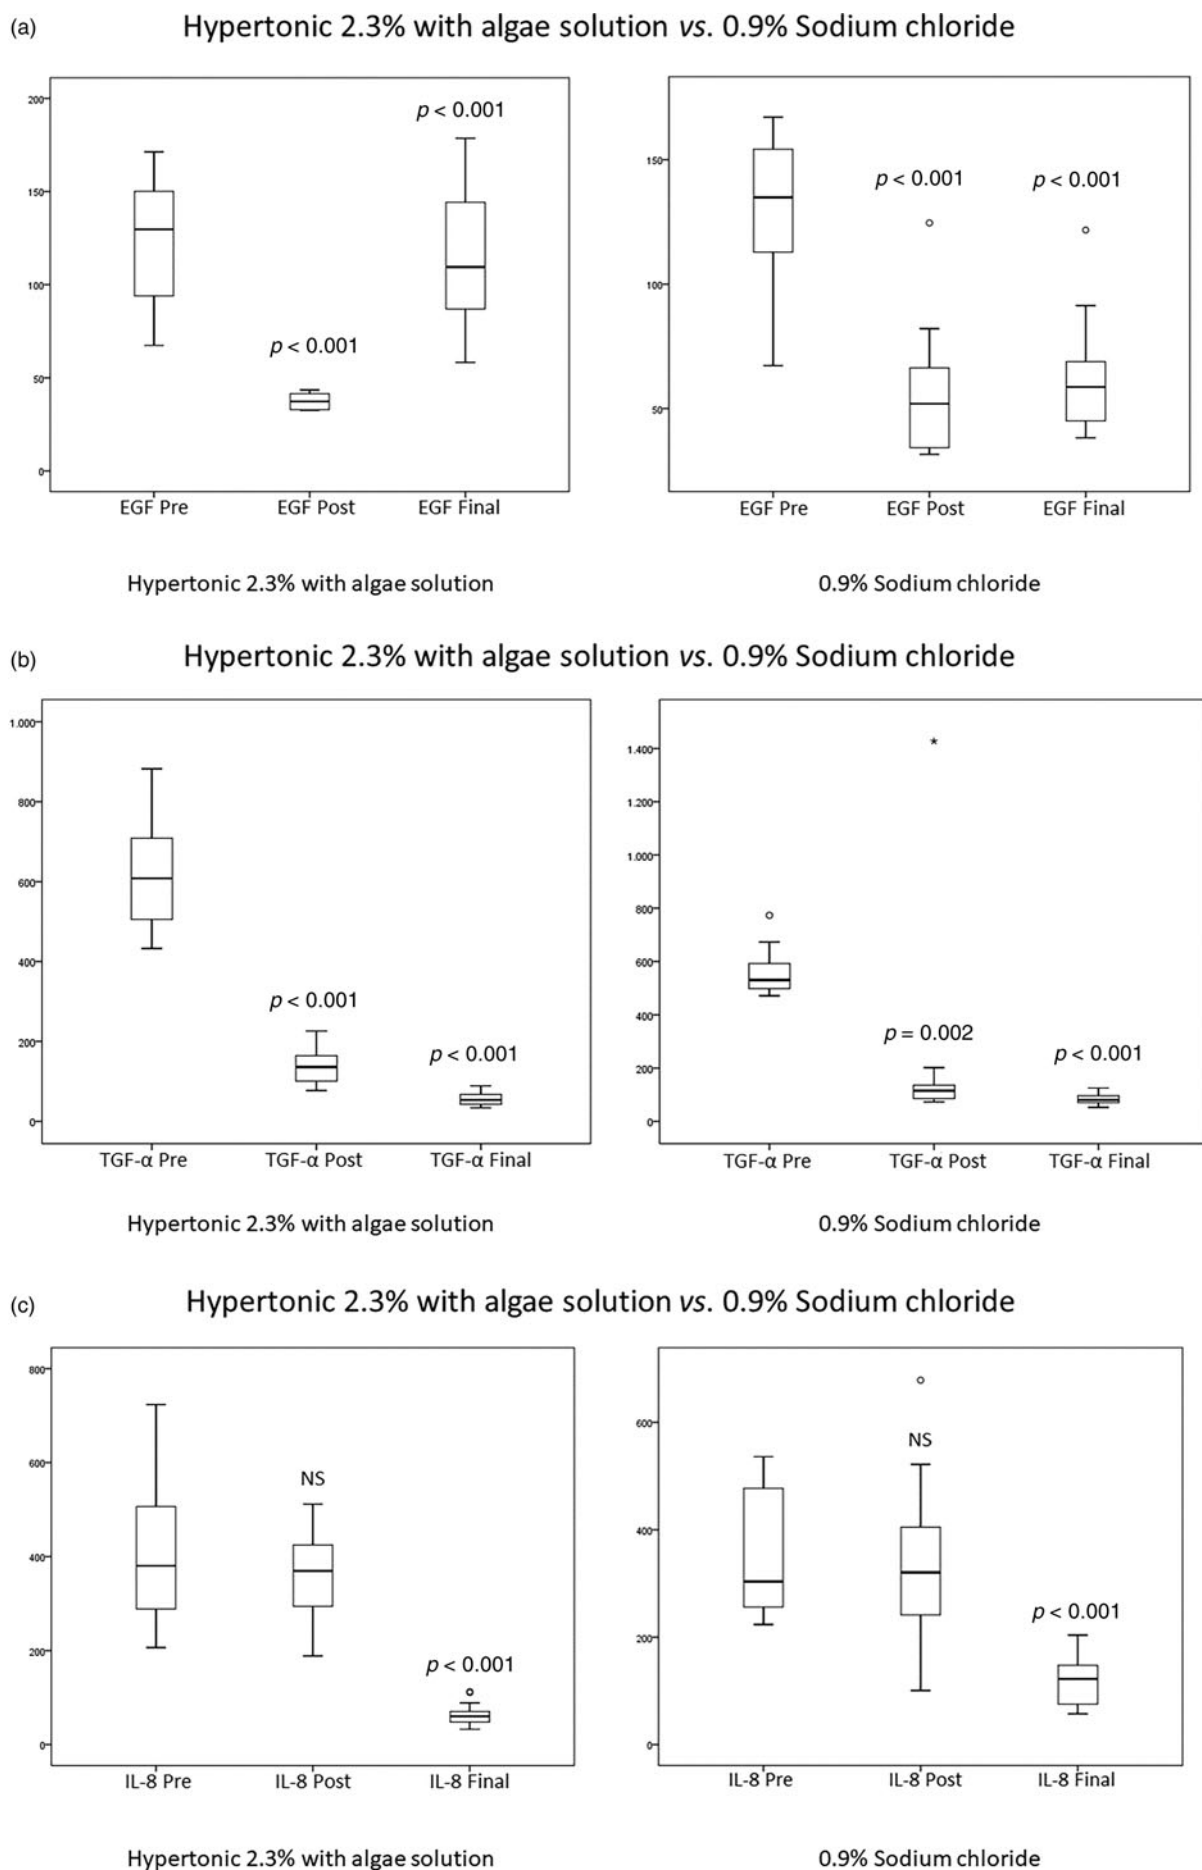 (a)
Hypertonic 2.3% with algae solution vs. 0.9% Sodium chloride
200
150
100
50
0
p < 0.001
p < 0.001
EGF Pre EGF Post EGF Final
Hypertonic 2.3% with algae solution
150
100
50
p < 0.001 p < 0.001
EGF Pre EGF Post EGF Final
0.9% Sodium chloride
(b)
Hypertonic 2.3% with algae solution vs. 0.9% Sodium chloride
1.000
800
600
400
200
0
p < 0.001
p < 0.001
TGF-α Pre TGF-α Post TGF-α Final
Hypertonic 2.3% with algae solution
1.400
1.200
1.000
800
600
400
200
0
p = 0.002
p < 0.001
TGF-α Pre TGF-α Post TGF-α Final
0.9% Sodium chloride
(c)
Hypertonic 2.3% with algae solution vs. 0.9% Sodium chloride
800
600
400
200
0
NS
p < 0.001
IL-8 Pre IL-8 Post IL-8 Final
Hypertonic 2.3% with algae solution
600
400
200
0
NS
p < 0.001
IL-8 Pre IL-8 Post IL-8 Final
0.9% Sodium chloride